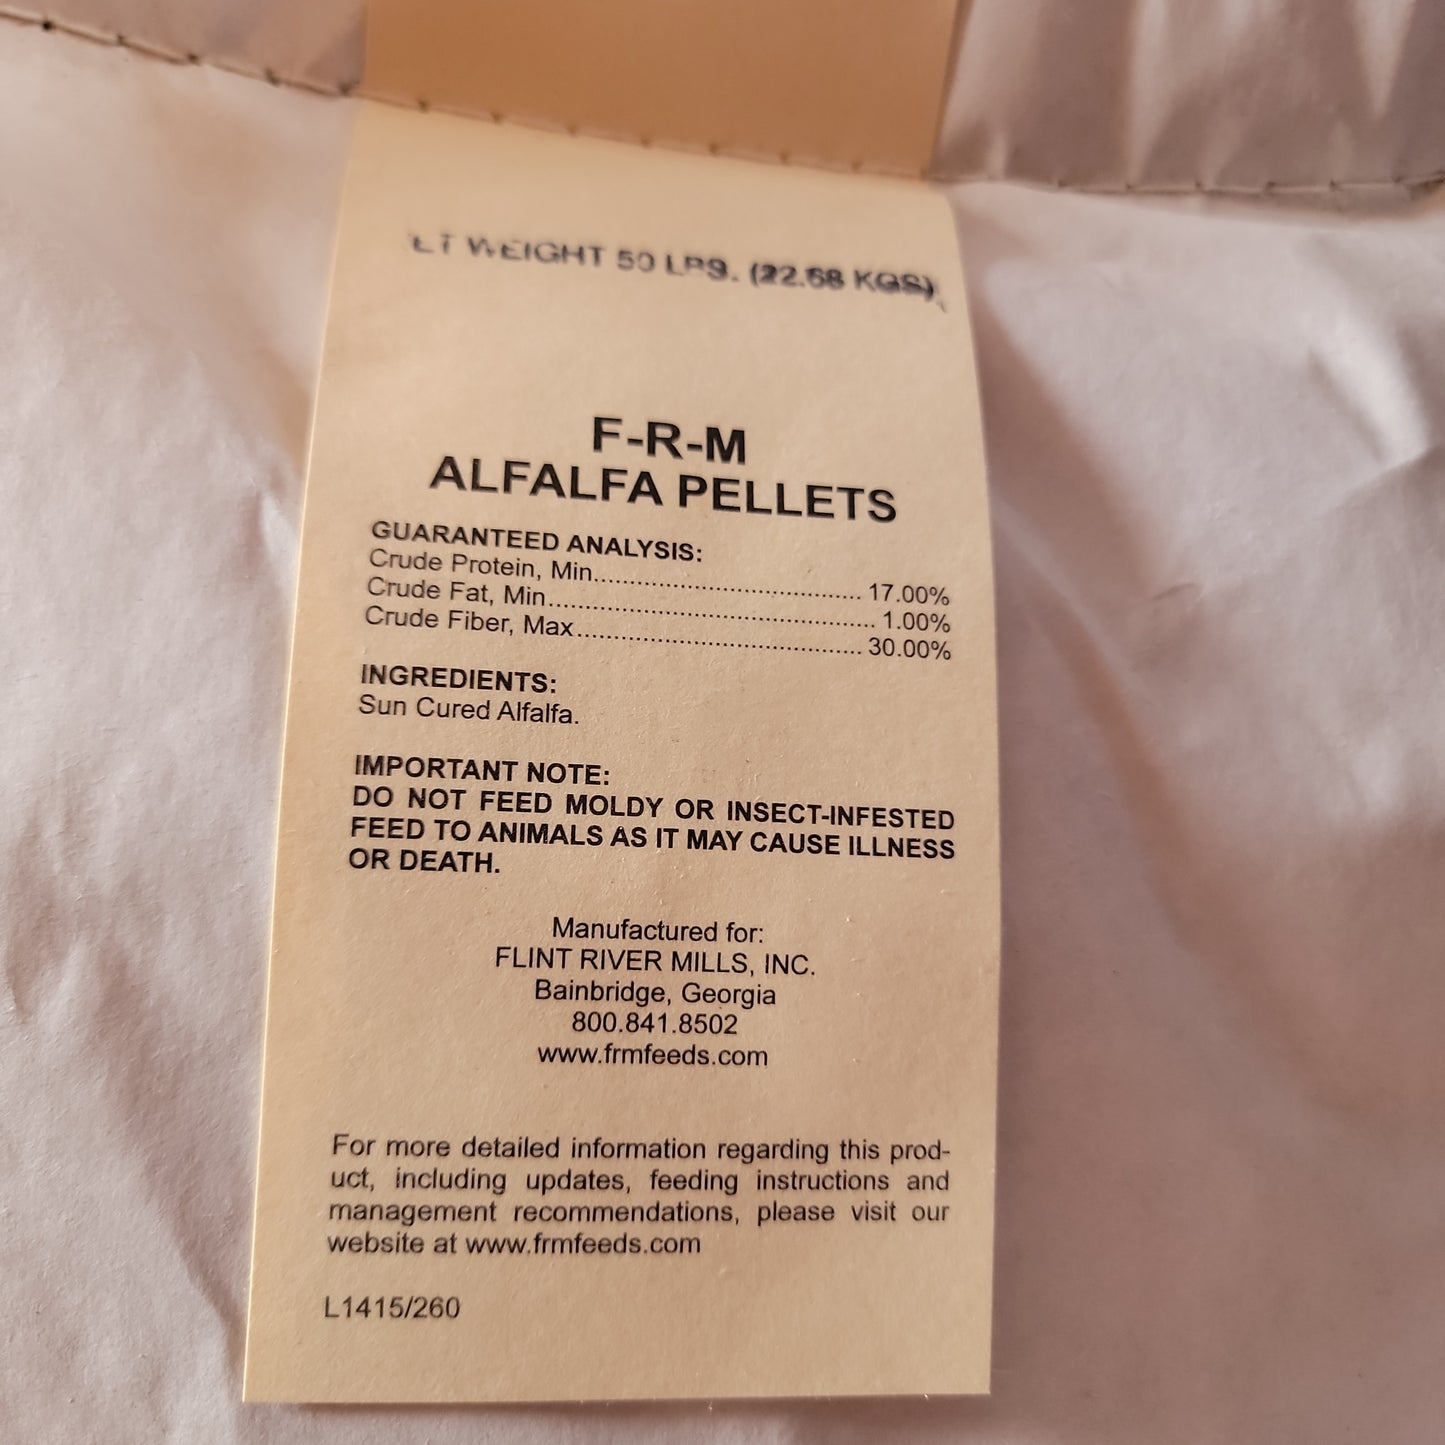 ET WEIGHT 50 LBS. (22.68 KGS)
F-R-M
ALFALFA PELLETS
GUARANTEED ANALYSIS:
Crude Protein, Min.................................... 17.00%
Crude Fat, Min............................................ 1.00%
Crude Fiber, Max....................................... 30.00%
INGREDIENTS:
Sun Cured Alfalfa.
IMPORTANT NOTE:
DO NOT FEED MOLDY OR INSECT-INFESTED
FEED TO ANIMALS AS IT MAY CAUSE ILLNESS
OR DEATH.
Manufactured for:
FLINT RIVER MILLS, INC.
Bainbridge, Georgia
800.841.8502
www.frmfeeds.com
For more detailed information regarding this prod-
uct, including updates, feeding instructions and
management recommendations, please visit our
website at www.frmfeeds.com
L1415/260